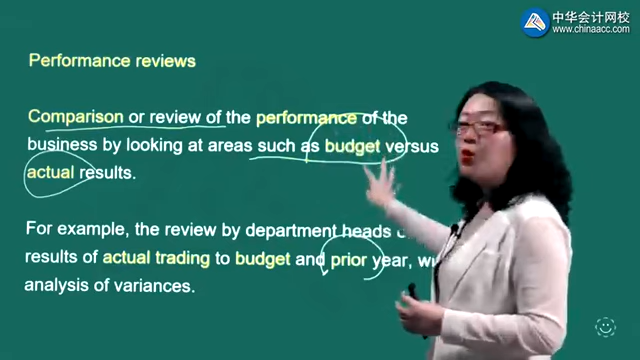 中华会计网校
www.chinaacc.com
Performance reviews
Comparison or review of the performance of the
business by looking at areas such as budget versus
actual results.
For example, the review by department heads
results of actual trading to budget and prior year,
analysis of variances.